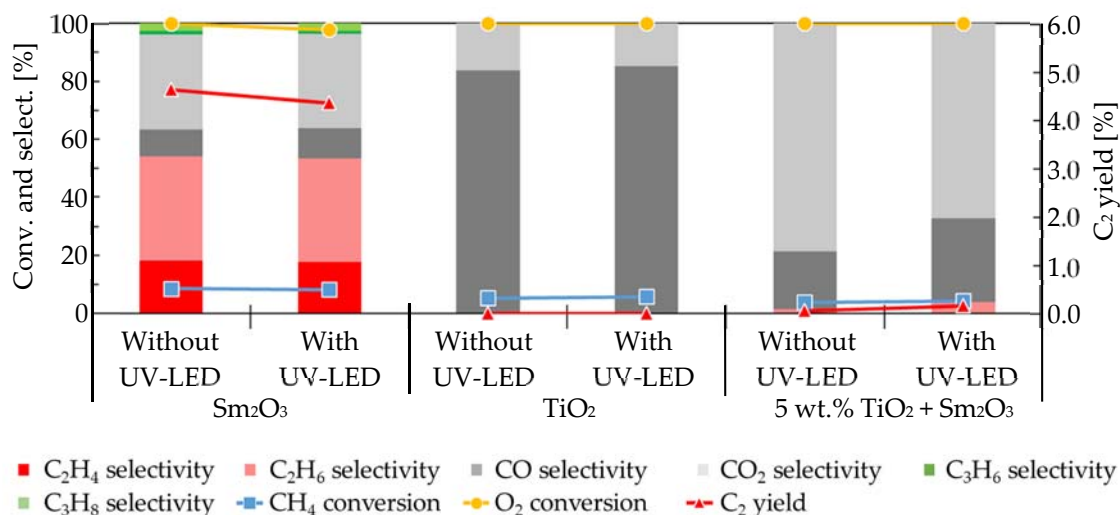 Conv. and select. [%]
100
80
60
40
20
0
6.0
5.0
4.0
3.0
2.0
1.0
0.0
C₂ yield [%]
Without UV-LED
With UV-LED
Without UV-LED
With UV-LED
Without UV-LED
With UV-LED
Sm₂O₃
TiO₂
5 wt.% TiO₂ + Sm₂O₃
C₂H₄ selectivity
C₂H₆ selectivity
CO selectivity
CO₂ selectivity
C₃H₆ selectivity
C₃H₈ selectivity
CH₄ conversion
O₂ conversion
C₂ yield